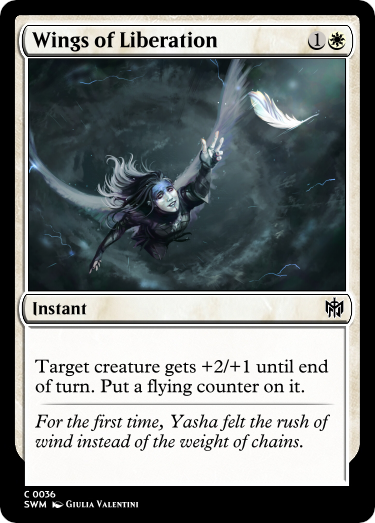 Wings of Liberation 1
Instant
Target creature gets +2/+1 until end
of turn. Put a flying counter on it.
For the first time, Yasha felt the rush of
wind instead of the weight of chains.
C 0036
SWM Giulia Valentini